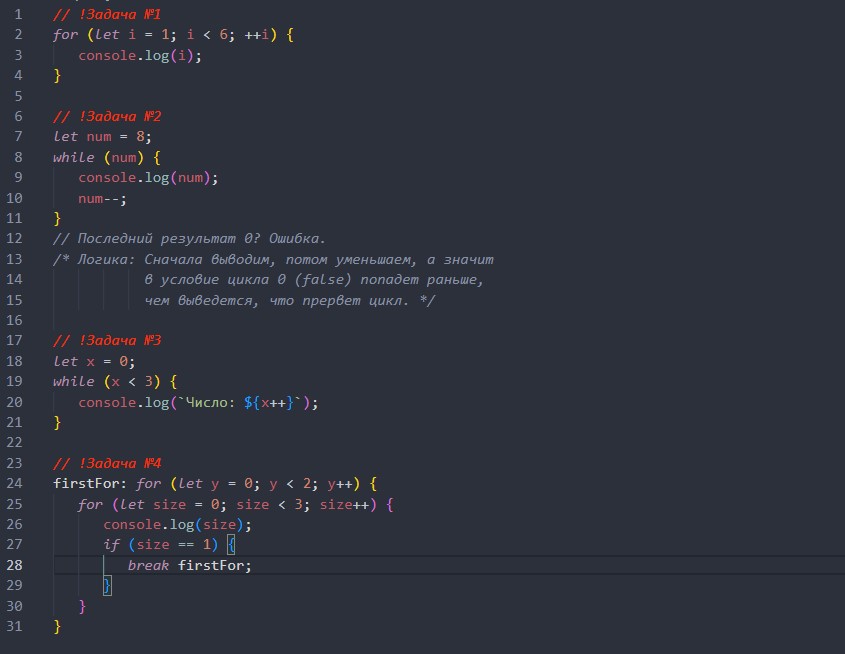 1 // !Задача №1
2 for (let i = 1; i < 6; ++i) {
3 console.log(i);
4 }
5
6 // !Задача №2
7 let num = 8;
8 while (num) {
9 console.log(num);
10 num--;
11 }
12 // Последний результат 0? Ошибка.
13 /* Логика: Сначала выводим, потом уменьшаем, а значит
14 в условие цикла 0 (false) попадет раньше,
15 чем выведется, что прервет цикл. */
16
17 // !Задача №3
18 let x = 0;
19 while (x < 3) {
20 console.log(`Число: ${x++}`);
21 }
22
23 // !Задача №4
24 firstFor: for (let y = 0; y < 2; y++) {
25 for (let size = 0; size < 3; size++) {
26 console.log(size);
27 if (size == 1) {
28 break firstFor;
29 }
30 }
31 }